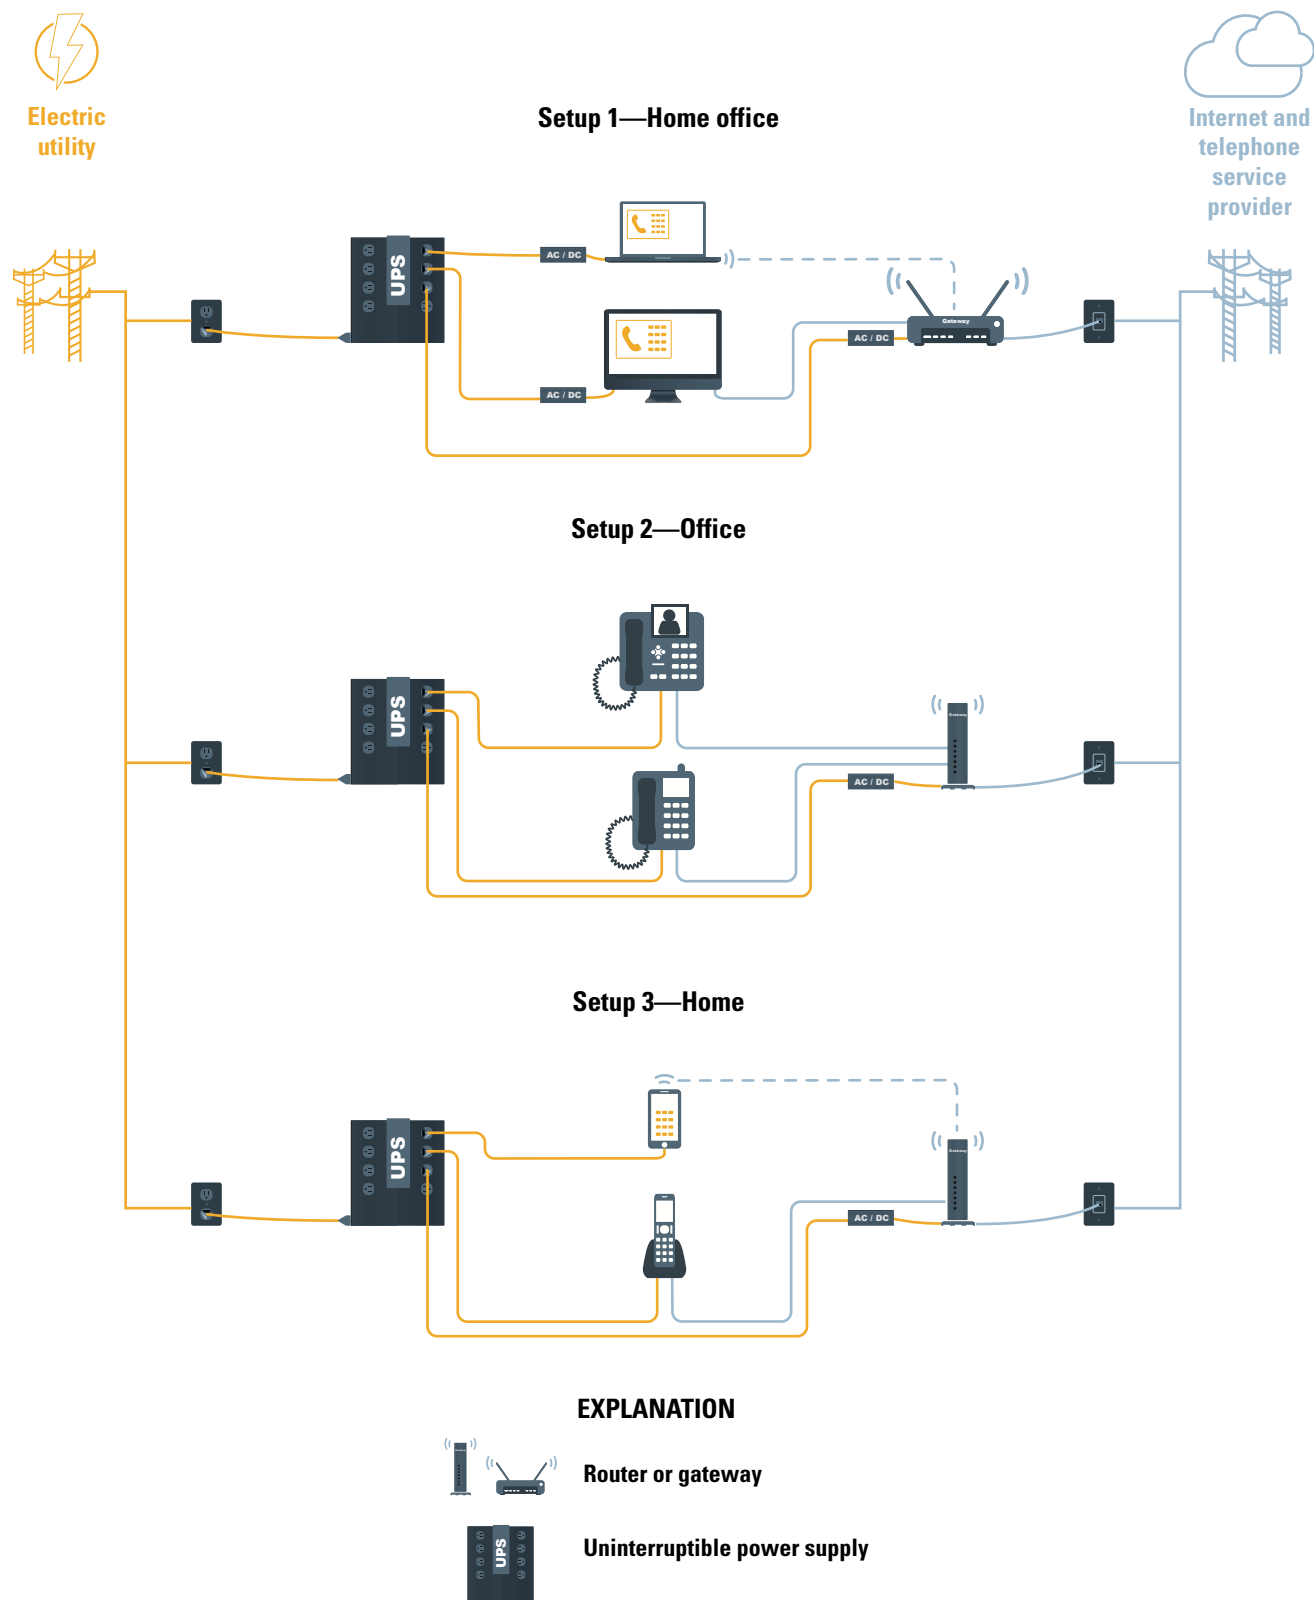 Electric
utility
Internet and
telephone
service
provider
Setup 1—Home office
UPS
AC / DC
AC / DC
AC / DC
Gateway
Setup 2—Office
UPS
AC / DC
Gateway
Setup 3—Home
UPS
AC / DC
Gateway
EXPLANATION
Router or gateway
UPS
Uninterruptible power supply